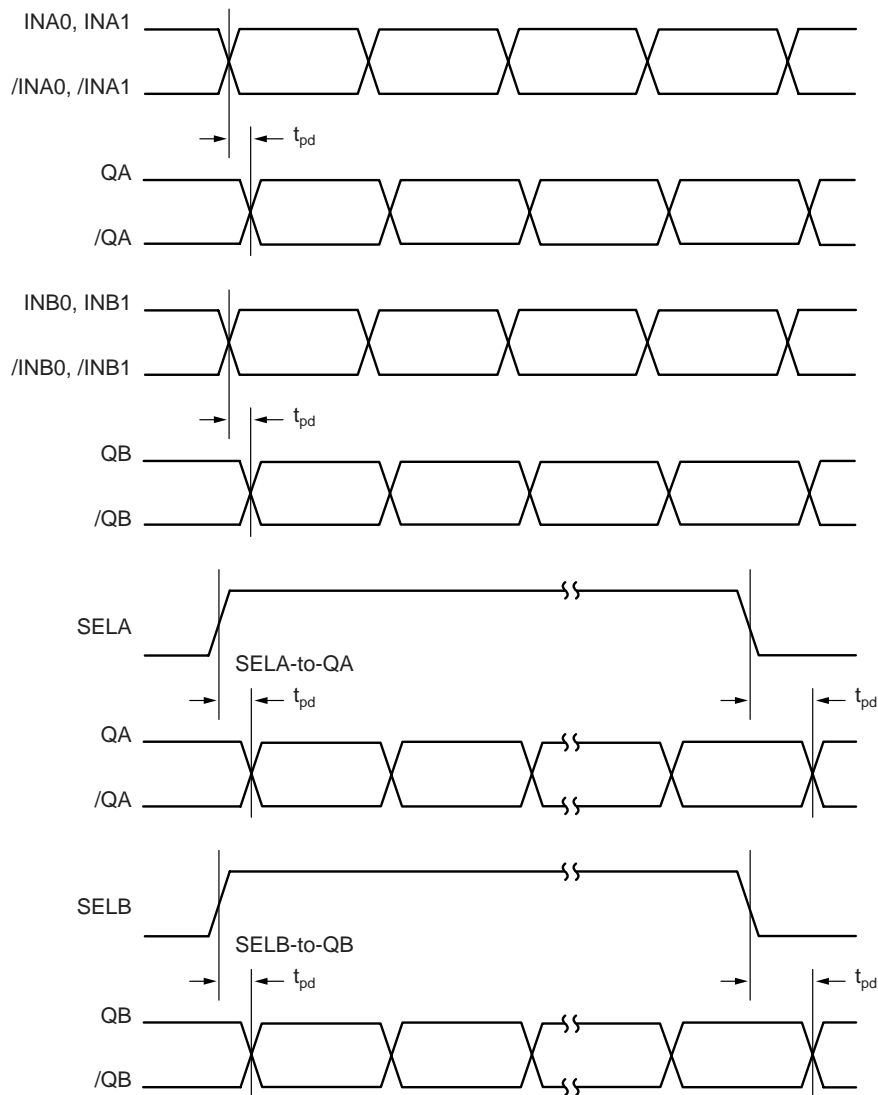 INA0, INA1
/INA0, /INA1
tpd
QA
/QA
INB0, INB1
/INB0, /INB1
tpd
QB
/QB
SELA
SELA-to-QA
tpd
tpd
QA
/QA
SELB
SELB-to-QB
tpd
tpd
QB
/QB